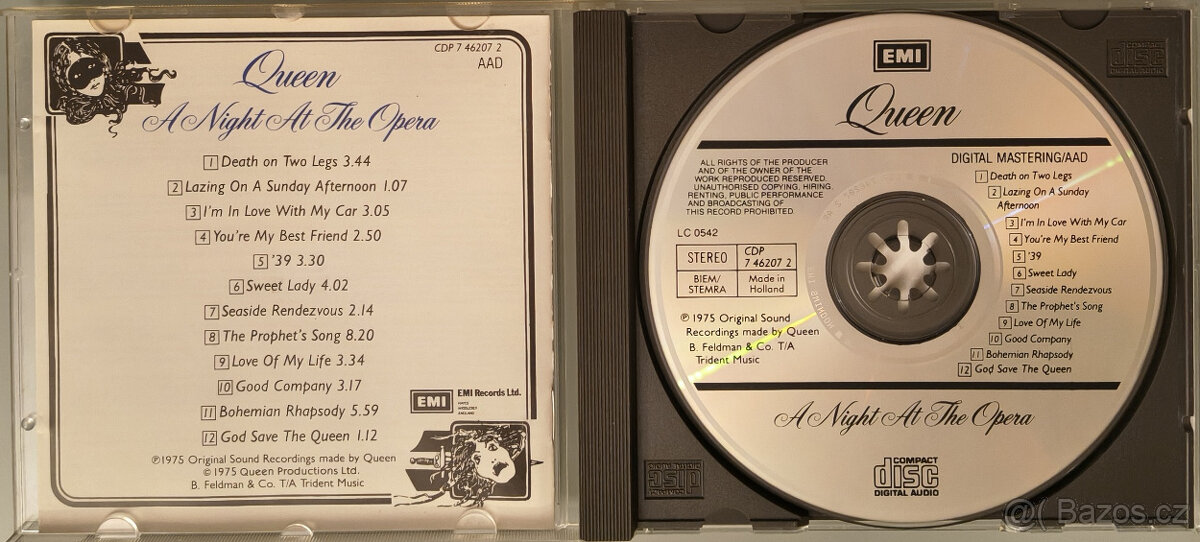 CDP 7 46207 2
AAD
Queen
A Night At The Opera
1 Death on Two Legs 3.44
2 Lazing On A Sunday Afternoon 1.07
3 I'm In Love With My Car 3.05
4 You're My Best Friend 2.50
5 '39 3.30
6 Sweet Lady 4.02
7 Seaside Rendezvous 2.14
8 The Prophet's Song 8.20
9 Love Of My Life 3.34
10 Good Company 3.17
11 Bohemian Rhapsody 5.59
12 God Save The Queen 1.12
EMI EMI Records Ltd.
℗1975 Original Sound Recordings made by Queen
©1975 Queen Productions Ltd.
B. Feldman & Co. T/A Trident Music
EMI
Queen
ALL RIGHTS OF THE PRODUCER
AND OF THE OWNER OF THE
WORK REPRODUCED RESERVED.
UNAUTHORISED COPYING, HIRING,
RENTING, PUBLIC PERFORMANCE
AND BROADCASTING OF
THIS RECORD PROHIBITED.
LC 0542
STEREO
CDP
7 46207 2
BIEM/
STEMRA
Made in
Holland
℗ 1975 Original Sound
Recordings made by Queen
B. Feldman & Co. T/A
Trident Music
DIGITAL MASTERING/AAD
1 Death on Two Legs
2 Lazing On A Sunday
Afternoon
3 I'm In Love With My Car
4 You're My Best Friend
5 '39
6 Sweet Lady
7 Seaside Rendezvous
8 The Prophet's Song
9 Love Of My Life
10 Good Company
11 Bohemian Rhapsody
12 God Save The Queen
A Night At The Opera
COMPACT
disc
DIGITAL AUDIO
COMPACT
disc
DIGITAL AUDIO
disc
@( Bazos.cz